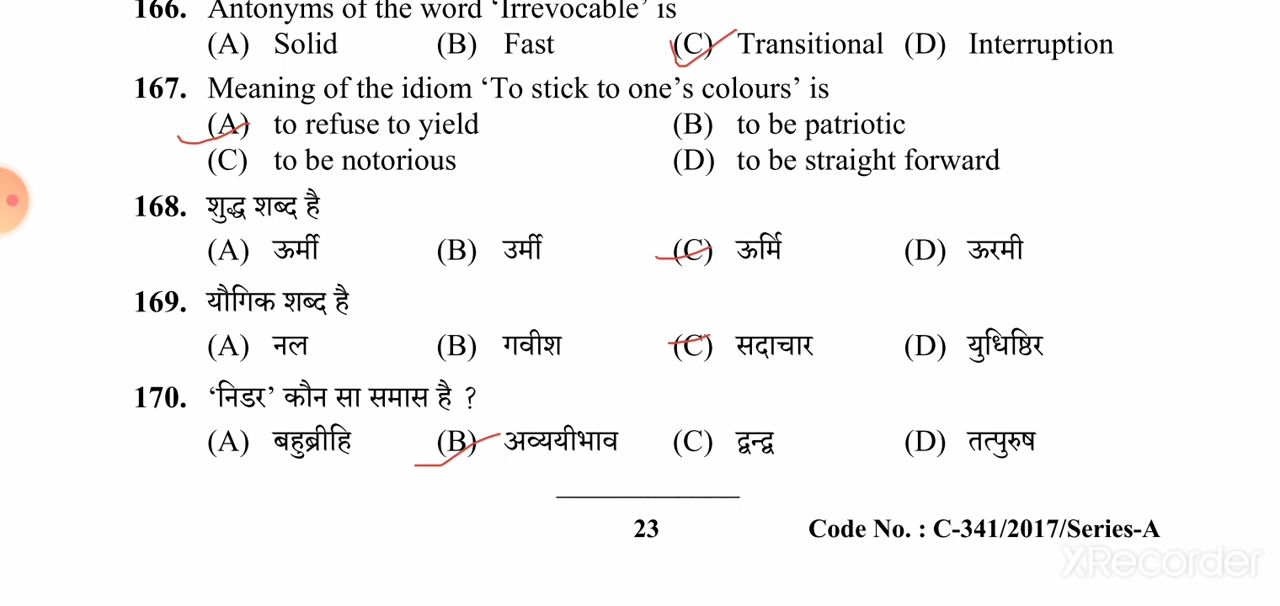 166. Antonyms of the word ‘Irrevocable’ is
(A) Solid (B) Fast (C) Transitional (D) Interruption
167. Meaning of the idiom ‘To stick to one’s colours’ is
(A) to refuse to yield (B) to be patriotic
(C) to be notorious (D) to be straight forward
168. शुद्ध शब्द है
(A) ऊर्मी (B) उर्मी (C) ऊर्मि (D) ऊरमी
169. यौगिक शब्द है
(A) नल (B) गवीश (C) सदाचार (D) युधिष्ठिर
170. ‘निडर’ कौन सा समास है ?
(A) बहुब्रीहि (B) अव्ययीभाव (C) द्वन्द्व (D) तत्पुरुष
23 Code No. : C-341/2017/Series-A
XRecorder